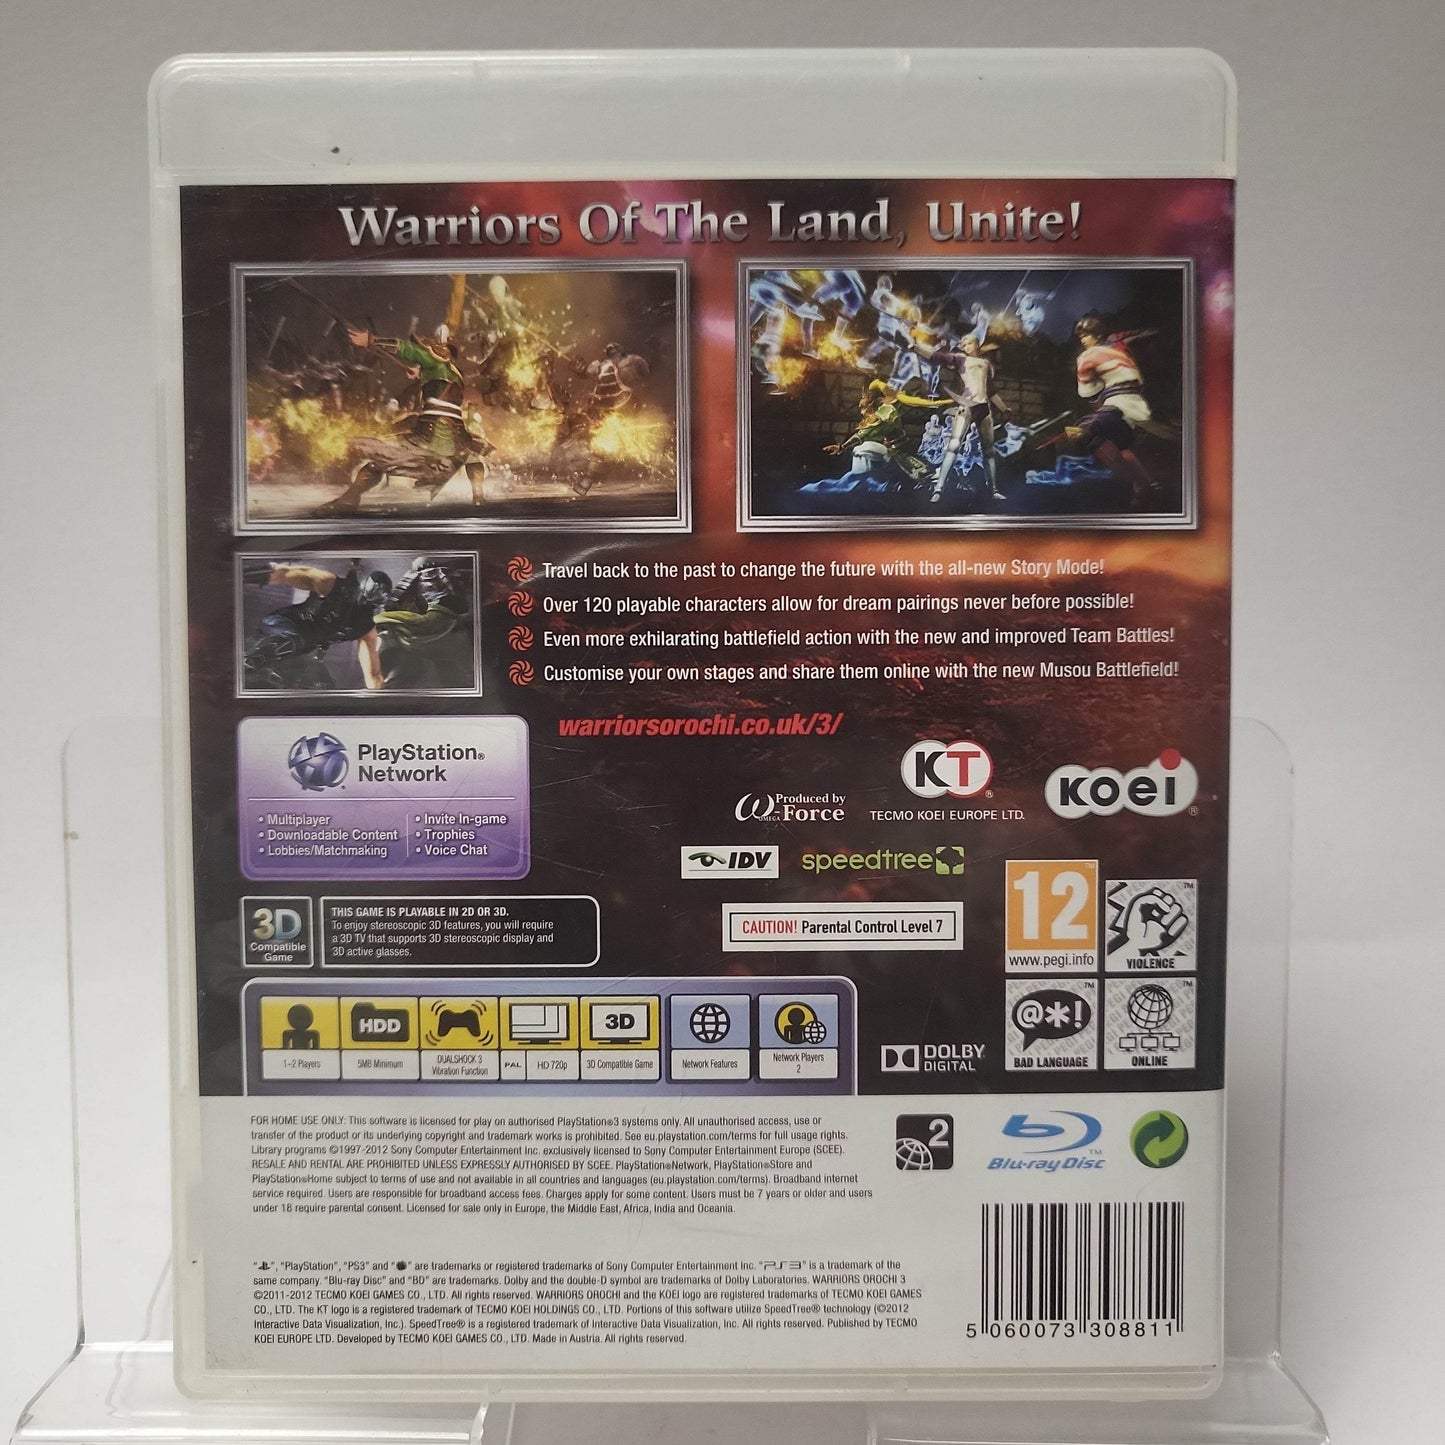 Warriors Of The Land, Unite!
Travel back to the past to change the future with the all-new Story Mode!
Over 120 playable characters allow for dream pairings never before possible!
Even more exhilarating battlefield action with the new and improved Team Battles!
Customise your own stages and share them online with the new Musou Battlefield!
warriorsorochi.co.uk/3/
PlayStation®
Network
• Multiplayer
• Downloadable Content
• Lobbies/Matchmaking
• Invite In-game
• Trophies
• Voice Chat
Produced by
ω-Force
OMEGA
KT®
TECMO KOEI EUROPE LTD.
KOEI®
IDV
speedtree
3D
Compatible
Game
THIS GAME IS PLAYABLE IN 2D OR 3D.
To enjoy stereoscopic 3D features, you will require
a 3D TV that supports 3D stereoscopic display and
3D active glasses.
CAUTION! Parental Control Level 7
12™
www.pegi.info
VIOLENCE
@*!
BAD LANGUAGE
ONLINE
1-2 Players
HDD
5MB Minimum
DUALSHOCK 3
Vibration Function
PAL
HD 720p
3D
3D Compatible Game
Network Features
Network Players
2
DOLBY
DIGITAL
FOR HOME USE ONLY: This software is licensed for play on authorised PlayStation®3 systems only. All unauthorised access, use or
transfer of the product or its underlying copyright and trademark works is prohibited. See eu.playstation.com/terms for full usage rights.
Library programs ©1997-2012 Sony Computer Entertainment Inc. exclusively licensed to Sony Computer Entertainment Europe (SCEE).
RESALE AND RENTAL ARE PROHIBITED UNLESS EXPRESSLY AUTHORISED BY SCEE. PlayStation®Network, PlayStation®Store and
PlayStation®Home subject to terms of use and not available in all countries and languages (eu.playstation.com/terms). Broadband internet
service required. Users are responsible for broadband access fees. Charges apply for some content. Users must be 7 years or older and users
under 18 require parental consent. Licensed for sale only in Europe, the Middle East, Africa, India and Oceania.
2
Blu-ray Disc™
" ", "PlayStation", "PS3" and " " are trademarks or registered trademarks of Sony Computer Entertainment Inc. "PS3" is a trademark of the
same company. "Blu-ray Disc" and "BD" are trademarks. Dolby and the double-D symbol are trademarks of Dolby Laboratories. WARRIORS OROCHI 3
©2011-2012 TECMO KOEI GAMES CO., LTD. All rights reserved. WARRIORS OROCHI and the KOEI logo are registered trademarks of TECMO KOEI GAMES
CO., LTD. The KT logo is a registered trademark of TECMO KOEI HOLDINGS CO., LTD. Portions of this software utilize SpeedTree® technology (©2012
Interactive Data Visualization, Inc.). SpeedTree® is a registered trademark of Interactive Data Visualization, Inc. All rights reserved. Published by TECMO
KOEI EUROPE LTD. Developed by TECMO KOEI GAMES CO., LTD. Made in Austria. All rights reserved.
5 060073 308811